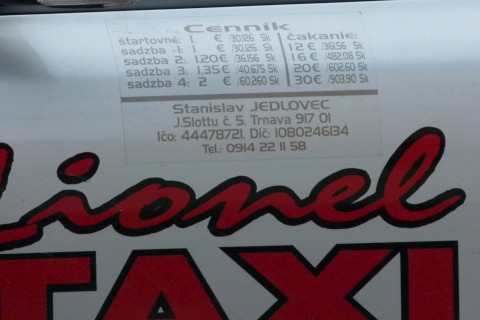 Cenník
štartovné: 1 € /30.126 Sk čakanie:
sadzba 1: 1 € /30.126 Sk 12 € /361.56 Sk
sadzba 2: 1.20€ /36.156 Sk 16 € /482.08 Sk
sadzba 3: 1.35€ /40.675 Sk 20€ /602.60 Sk
sadzba 4: 2 € /60.260 Sk 30€ /903.90 Sk
Stanislav JEDLOVEC
J.Slottu č. 5, Trnava 917 01
Ičo: 44478721. Dič: 1080246134
Tel.: 0914 22 11 58
Lionel
TAXI